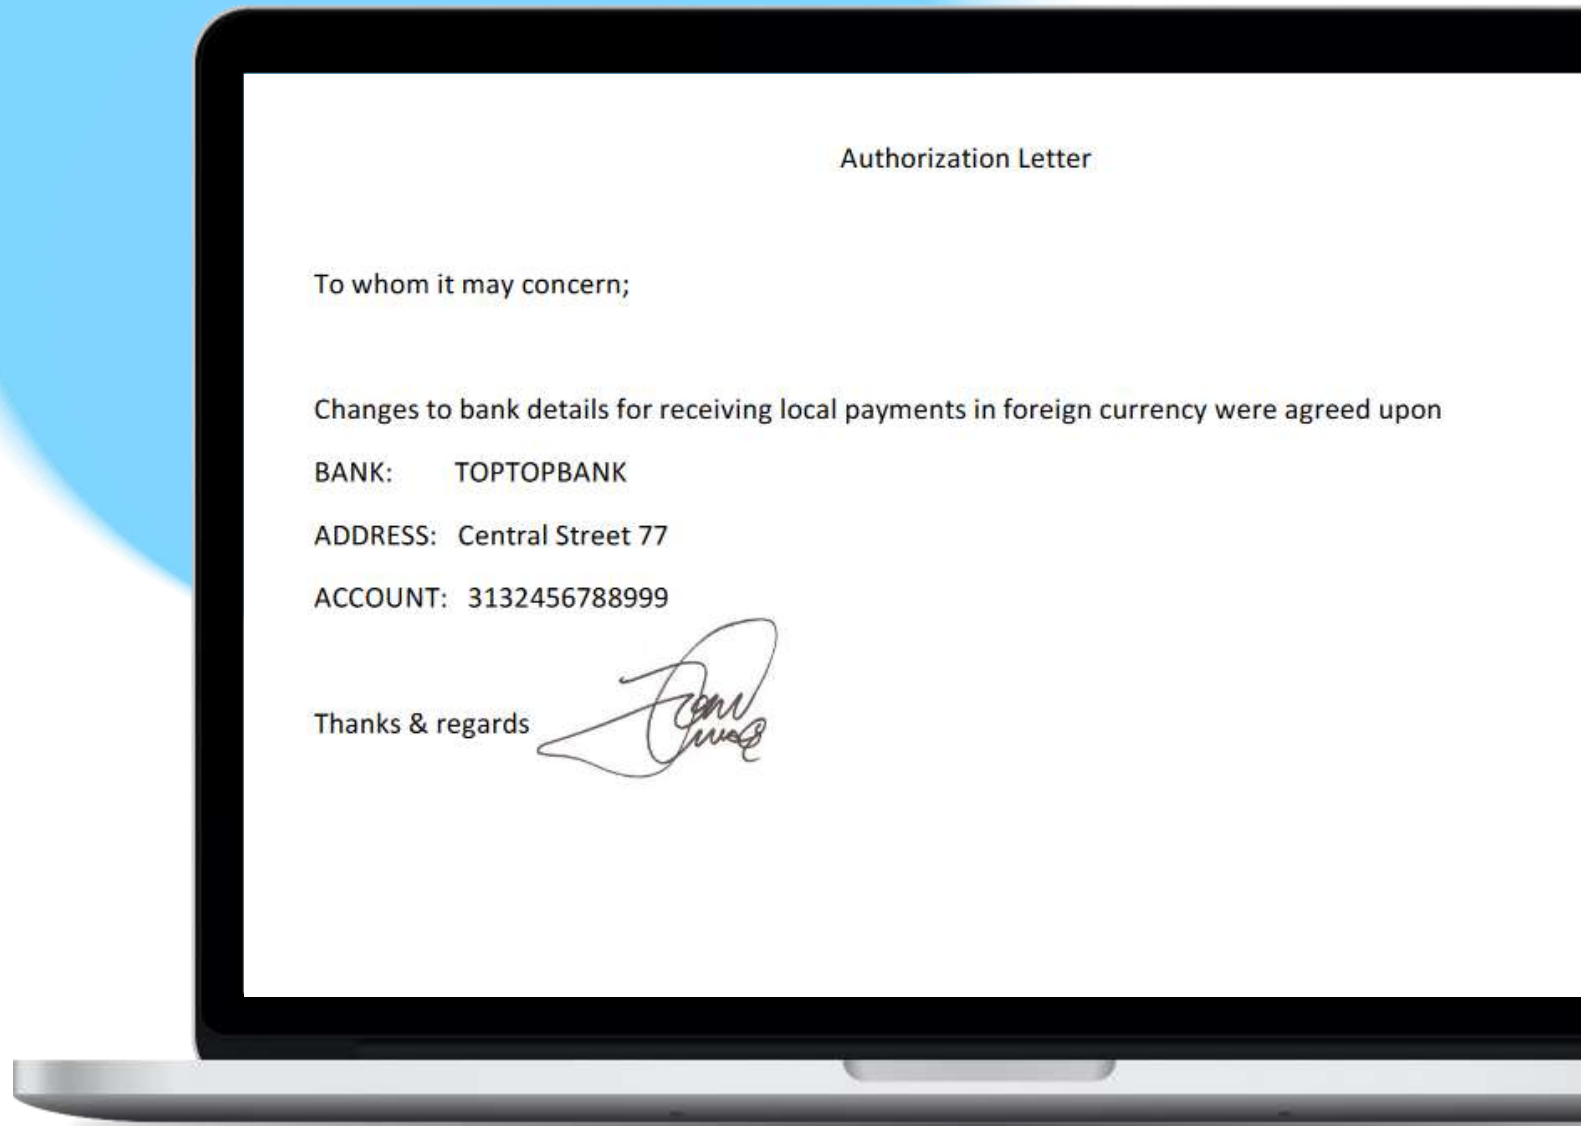 Authorization Letter
To whom it may concern;
Changes to bank details for receiving local payments in foreign currency were agreed upon
BANK: TOPTOPBANK
ADDRESS: Central Street 77
ACCOUNT: 3132456788999
Thanks & regards